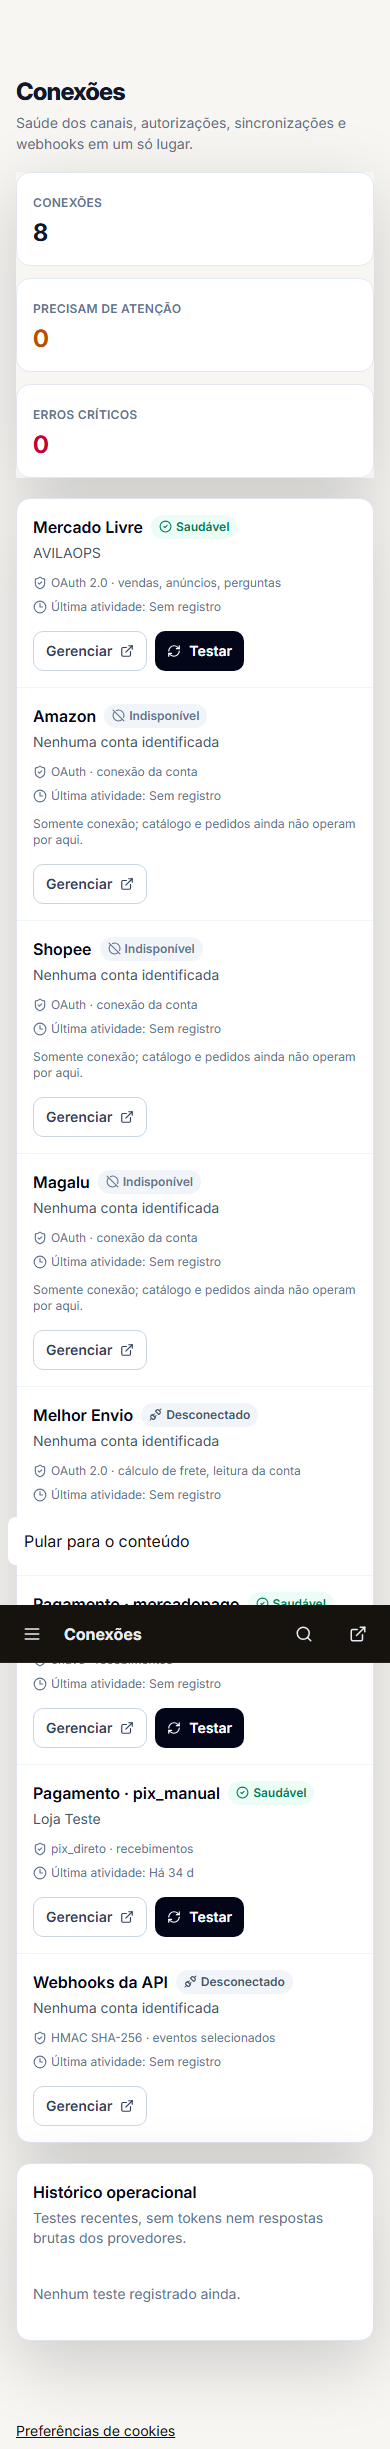 Conexões
Saúde dos canais, autorizações, sincronizações e
webhooks em um só lugar.
CONEXÕES
8
PRECISAM DE ATENÇÃO
0
ERROS CRÍTICOS
0
Mercado Livre Saudável
AVILAOPS
OAuth 2.0 · vendas, anúncios, perguntas
Última atividade: Sem registro
Gerenciar Testar
Amazon Indisponível
Nenhuma conta identificada
OAuth · conexão da conta
Última atividade: Sem registro
Somente conexão; catálogo e pedidos ainda não operam
por aqui.
Gerenciar
Shopee Indisponível
Nenhuma conta identificada
OAuth · conexão da conta
Última atividade: Sem registro
Somente conexão; catálogo e pedidos ainda não operam
por aqui.
Gerenciar
Magalu Indisponível
Nenhuma conta identificada
OAuth · conexão da conta
Última atividade: Sem registro
Somente conexão; catálogo e pedidos ainda não operam
por aqui.
Gerenciar
Melhor Envio Desconectado
Nenhuma conta identificada
OAuth 2.0 · cálculo de frete, leitura da conta
Última atividade: Sem registro
Pular para o conteúdo
Pagamento · mercadopago Saudável
Conexões
Última atividade: Sem registro
Gerenciar Testar
Pagamento · pix_manual Saudável
Loja Teste
pix_direto · recebimentos
Última atividade: Há 34 d
Gerenciar Testar
Webhooks da API Desconectado
Nenhuma conta identificada
HMAC SHA-256 · eventos selecionados
Última atividade: Sem registro
Gerenciar
Histórico operacional
Testes recentes, sem tokens nem respostas
brutas dos provedores.
Nenhum teste registrado ainda.
Preferências de cookies